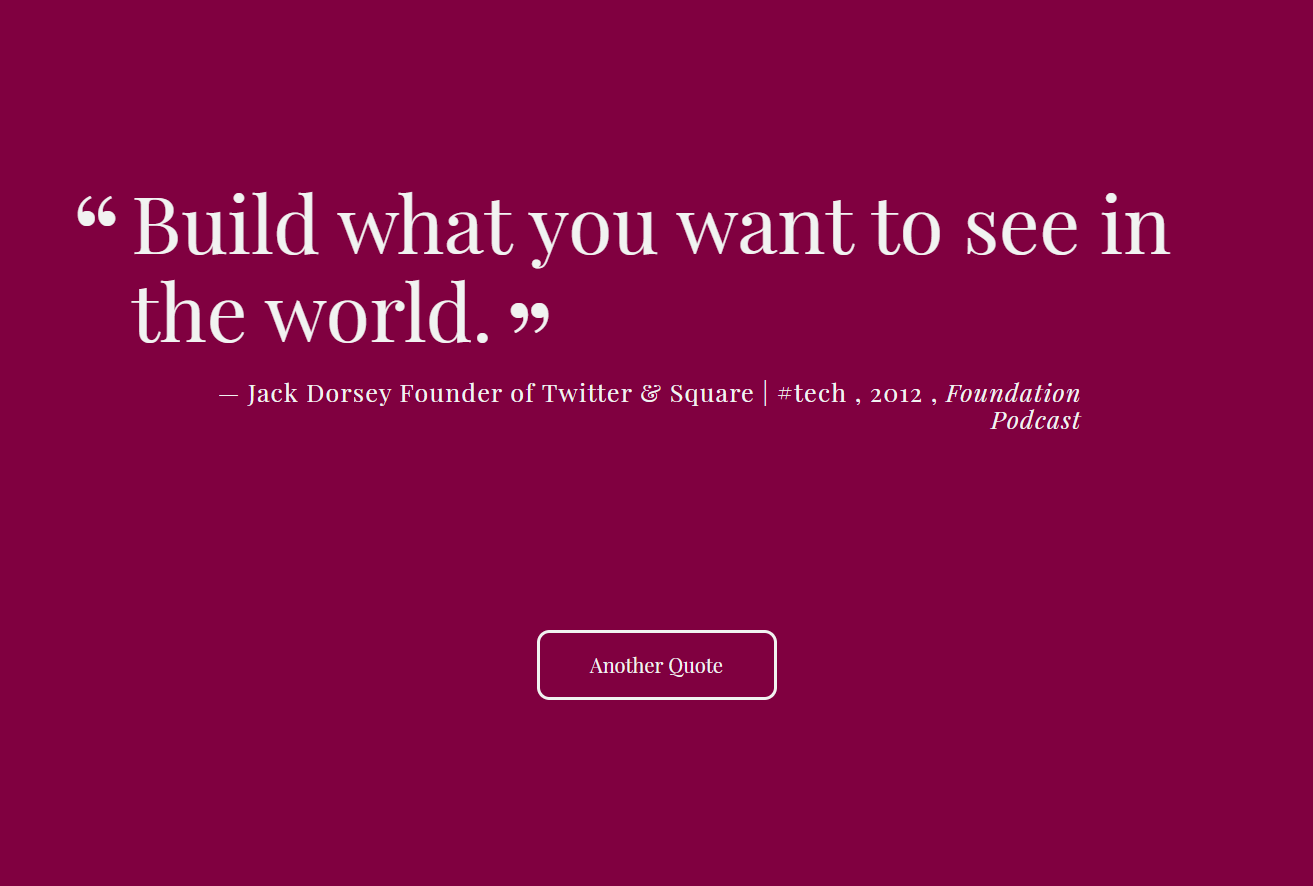 “ Build what you want to see in
the world. ”
— Jack Dorsey Founder of Twitter & Square | #tech , 2012 , Foundation
Podcast
Another Quote